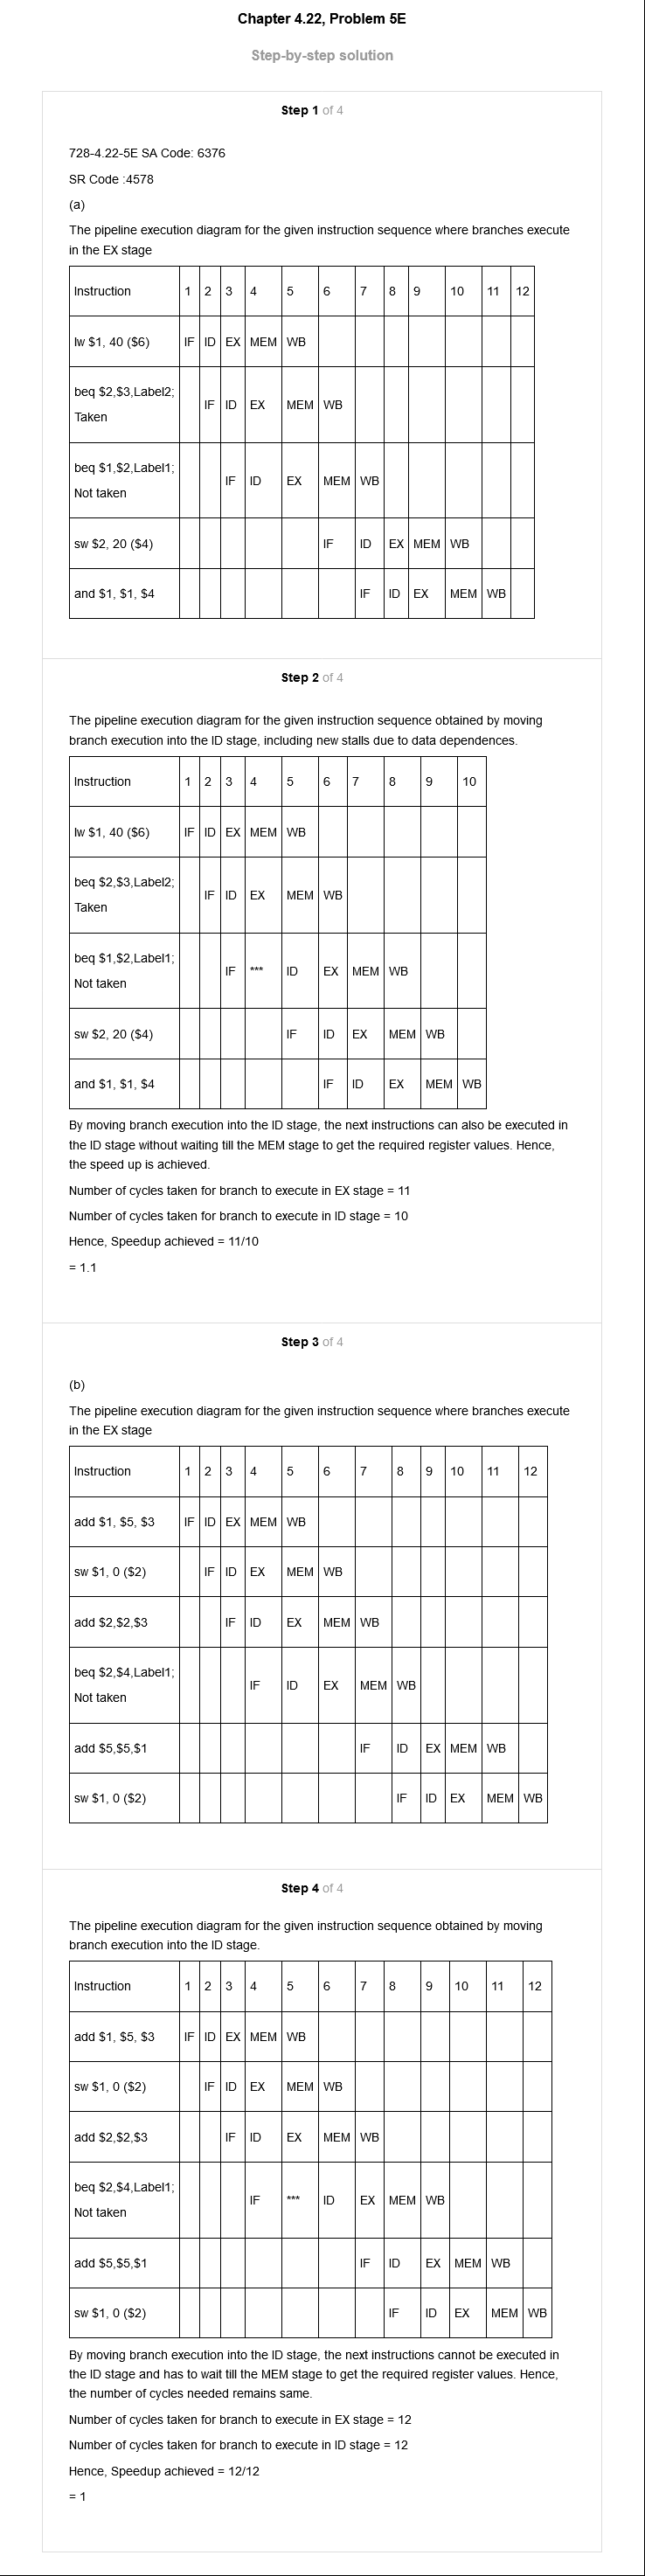 Chapter 4.22, Problem 5E
Step-by-step solution
Step 1 of 4
728-4.22-5E SA Code: 6376
SR Code :4578
(a)
The pipeline execution diagram for the given instruction sequence where branches execute
in the EX stage
Instruction 1 2 3 4 5 6 7 8 9 10 11 12
lw $1, 40 ($6) IF ID EX MEM WB
beq $2,$3,Label2;
Taken
IF ID EX MEM WB
beq $1,$2,Label1;
Not taken
IF ID EX MEM WB
sw $2, 20 ($4) IF ID EX MEM WB
and $1, $1, $4 IF ID EX MEM WB
Step 2 of 4
The pipeline execution diagram for the given instruction sequence obtained by moving
branch execution into the ID stage, including new stalls due to data dependences.
Instruction 1 2 3 4 5 6 7 8 9 10
lw $1, 40 ($6) IF ID EX MEM WB
beq $2,$3,Label2;
Taken
IF ID EX MEM WB
beq $1,$2,Label1;
Not taken
IF *** ID EX MEM WB
sw $2, 20 ($4) IF ID EX MEM WB
and $1, $1, $4 IF ID EX MEM WB
By moving branch execution into the ID stage, the next instructions can also be executed in
the ID stage without waiting till the MEM stage to get the required register values. Hence,
the speed up is achieved.
Number of cycles taken for branch to execute in EX stage = 11
Number of cycles taken for branch to execute in ID stage = 10
Hence, Speedup achieved = 11/10
= 1.1
Step 3 of 4
(b)
The pipeline execution diagram for the given instruction sequence where branches execute
in the EX stage
Instruction 1 2 3 4 5 6 7 8 9 10 11 12
add $1, $5, $3 IF ID EX MEM WB
sw $1, 0 ($2) IF ID EX MEM WB
add $2,$2,$3 IF ID EX MEM WB
beq $2,$4,Label1;
Not taken
IF ID EX MEM WB
add $5,$5,$1 IF ID EX MEM WB
sw $1, 0 ($2) IF ID EX MEM WB
Step 4 of 4
The pipeline execution diagram for the given instruction sequence obtained by moving
branch execution into the ID stage.
Instruction 1 2 3 4 5 6 7 8 9 10 11 12
add $1, $5, $3 IF ID EX MEM WB
sw $1, 0 ($2) IF ID EX MEM WB
add $2,$2,$3 IF ID EX MEM WB
beq $2,$4,Label1;
Not taken
IF *** ID EX MEM WB
add $5,$5,$1 IF ID EX MEM WB
sw $1, 0 ($2) IF ID EX MEM WB
By moving branch execution into the ID stage, the next instructions cannot be executed in
the ID stage and has to wait till the MEM stage to get the required register values. Hence,
the number of cycles needed remains same.
Number of cycles taken for branch to execute in EX stage = 12
Number of cycles taken for branch to execute in ID stage = 12
Hence, Speedup achieved = 12/12
= 1